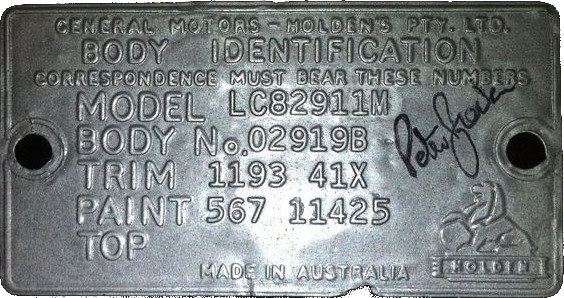 GENERAL MOTORS - HOLDEN'S PTY. LTD.
BODY IDENTIFICATION
CORRESPONDENCE MUST BEAR THESE NUMBERS
MODEL LC82911M
BODY No. 02919B
TRIM 1193 41X
PAINT 567 11425
TOP
MADE IN AUSTRALIA
HOLDEN
Peter